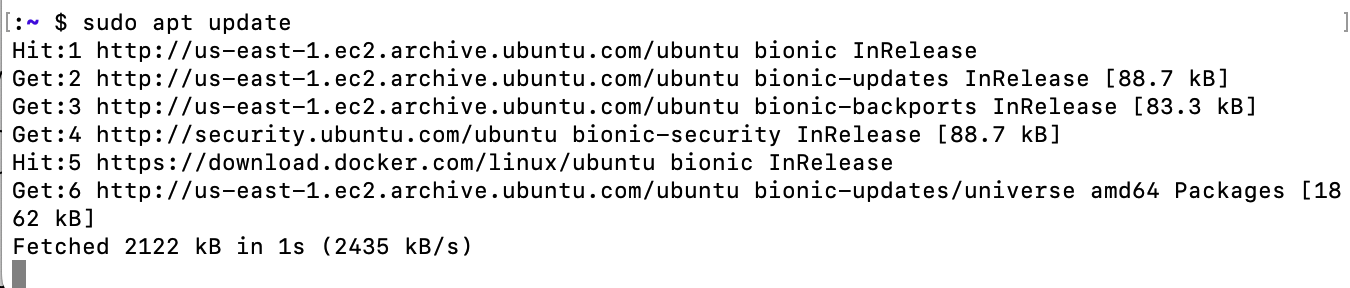 [:~ $ sudo apt update ]
Hit:1 http://us-east-1.ec2.archive.ubuntu.com/ubuntu bionic InRelease
Get:2 http://us-east-1.ec2.archive.ubuntu.com/ubuntu bionic-updates InRelease [88.7 kB]
Get:3 http://us-east-1.ec2.archive.ubuntu.com/ubuntu bionic-backports InRelease [83.3 kB]
Get:4 http://security.ubuntu.com/ubuntu bionic-security InRelease [88.7 kB]
Hit:5 https://download.docker.com/linux/ubuntu bionic InRelease
Get:6 http://us-east-1.ec2.archive.ubuntu.com/ubuntu bionic-updates/universe amd64 Packages [18
62 kB]
Fetched 2122 kB in 1s (2435 kB/s)